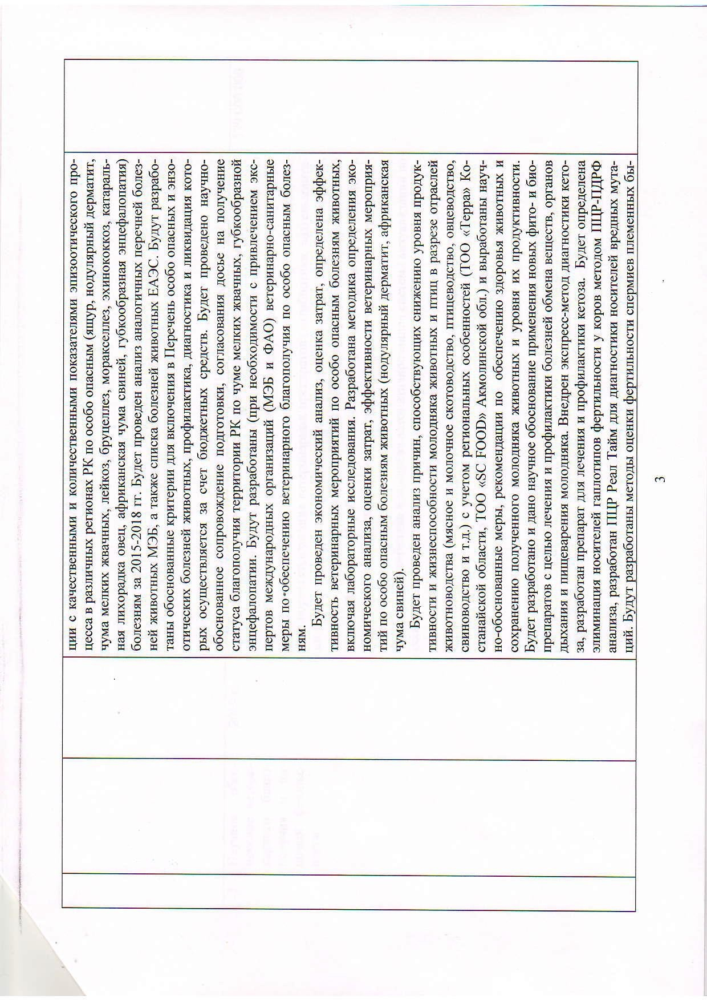 ции с качественными и количественными показателями эпизоотического про-
цесса в различных регионах РК по особо опасным (ящур, нодулярный дерматит,
чума мелких жвачных, лейкоз, бруцеллез, моракселлез, эхинококкоз, катараль-
ная лихорадка овец, африканская чума свиней, губкообразная энцефалопатия)
болезням за 2015-2018 гг. Будет проведен анализ аналогичных перечней болез-
ней животных МЭБ, а также списка болезней животных ЕАЭС. Будут разрабо-
таны обоснованные критерии для включения в Перечень особо опасных и энзо-
отических болезней животных, профилактика, диагностика и ликвидация кото-
рых осуществляется за счет бюджетных средств. Будет проведено научно-
обоснованное сопровождение подготовки, согласования досье на получение
статуса благополучия территории РК по чуме мелких жвачных, губкообразной
энцефалопатии. Будут разработаны (при необходимости с привлечением экс-
пертов международных организаций (МЭБ и ФАО) ветеринарно-санитарные
меры по обеспечению ветеринарного благополучия по особо опасным болез-
ням.
Будет проведен экономический анализ, оценка затрат, определена эффек-
тивность ветеринарных мероприятий по особо опасным болезням животных,
включая лабораторные исследования. Разработана методика определения эко-
номического анализа, оценки затрат, эффективности ветеринарных мероприя-
тий по особо опасным болезням животных (нодулярный дерматит, африканская
чума свиней).
Будет проведен анализ причин, способствующих снижению уровня продук-
тивности и жизнеспособности молодняка животных и птиц в разрезе отраслей
животноводства (мясное и молочное скотоводство, птицеводство, овцеводство,
свиноводство и т.д.) с учетом региональных особенностей (ТОО «Терра» Ко-
станайской области, ТОО «SC FOOD» Акмолинской обл.) и выработаны науч-
но-обоснованные меры, рекомендации по обеспечению здоровья животных и
сохранению полученного молодняка животных и уровня их продуктивности.
Будет разработано и дано научное обоснование применения новых фито- и био-
препаратов с целью лечения и профилактики болезней обмена веществ, органов
дыхания и пищеварения молодняка. Внедрен экспресс-метод диагностики кето-
за, разработан препарат для лечения и профилактики кетоза. Будет определена
элиминация носителей гаплотипов фертильности у коров методом ПЦР-ПДРФ
анализа, разработан ПЦР Реал Тайм для диагностики носителей вредных мута-
ций. Будут разработаны методы оценки фертильности спермиев племенных бы-
3